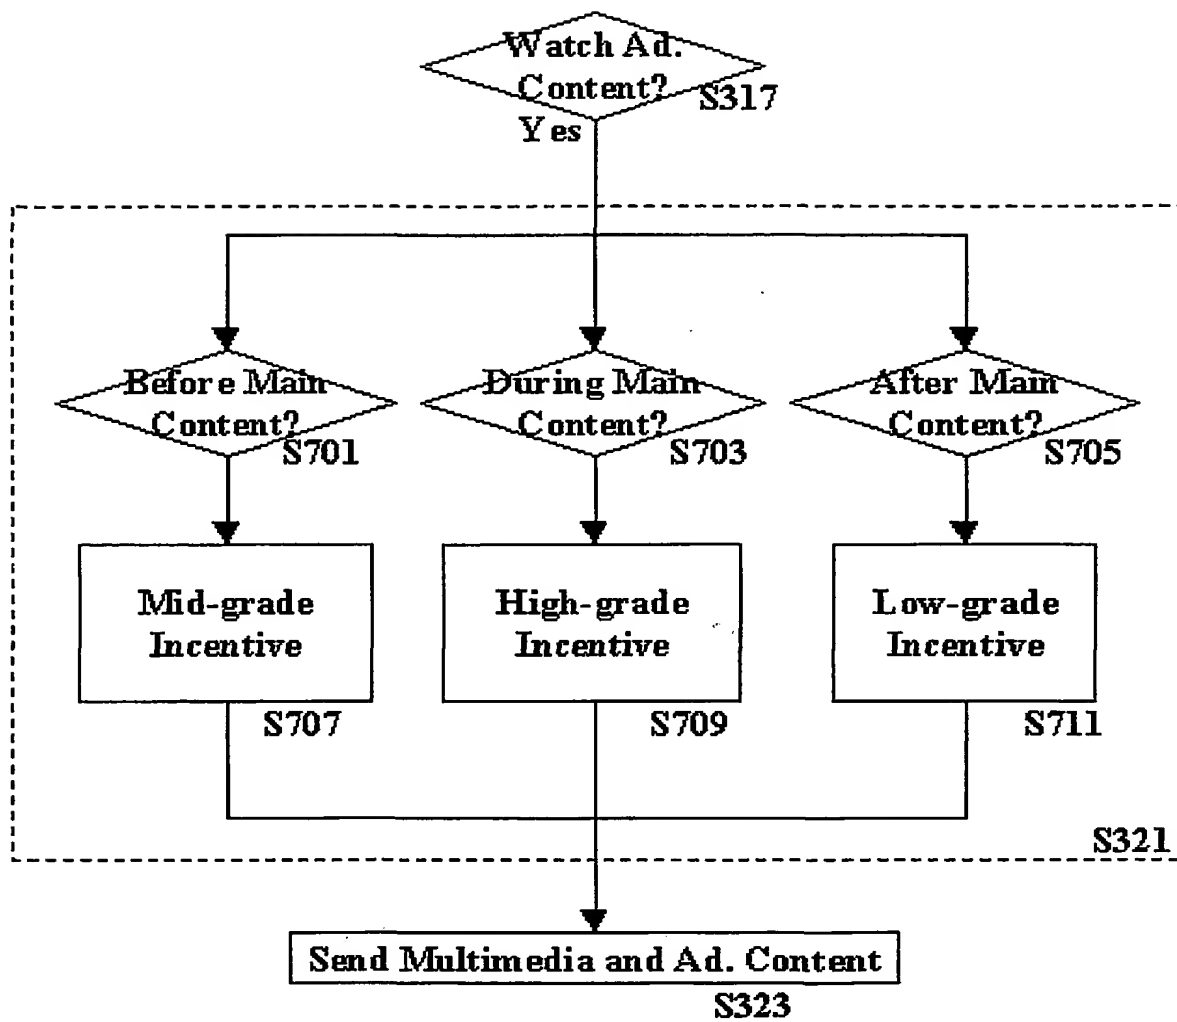 Watch Ad.
Content?
S317
Yes
Before Main
Content?
S701
During Main
Content?
S703
After Main
Content?
S705
Mid-grade
Incentive
S707
High-grade
Incentive
S709
Low-grade
Incentive
S711
S321
Send Multimedia and Ad. Content
S323